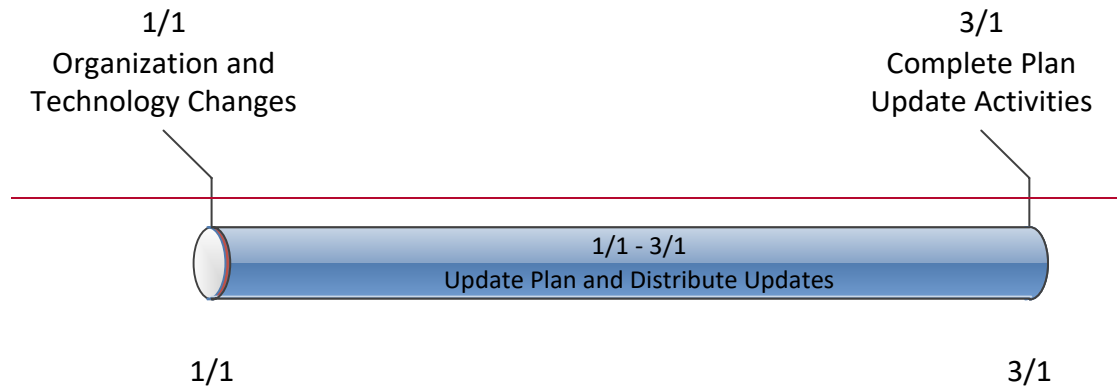 1/1
Organization and
Technology Changes
3/1
Complete Plan
Update Activities
1/1 - 3/1
Update Plan and Distribute Updates
1/1
3/1